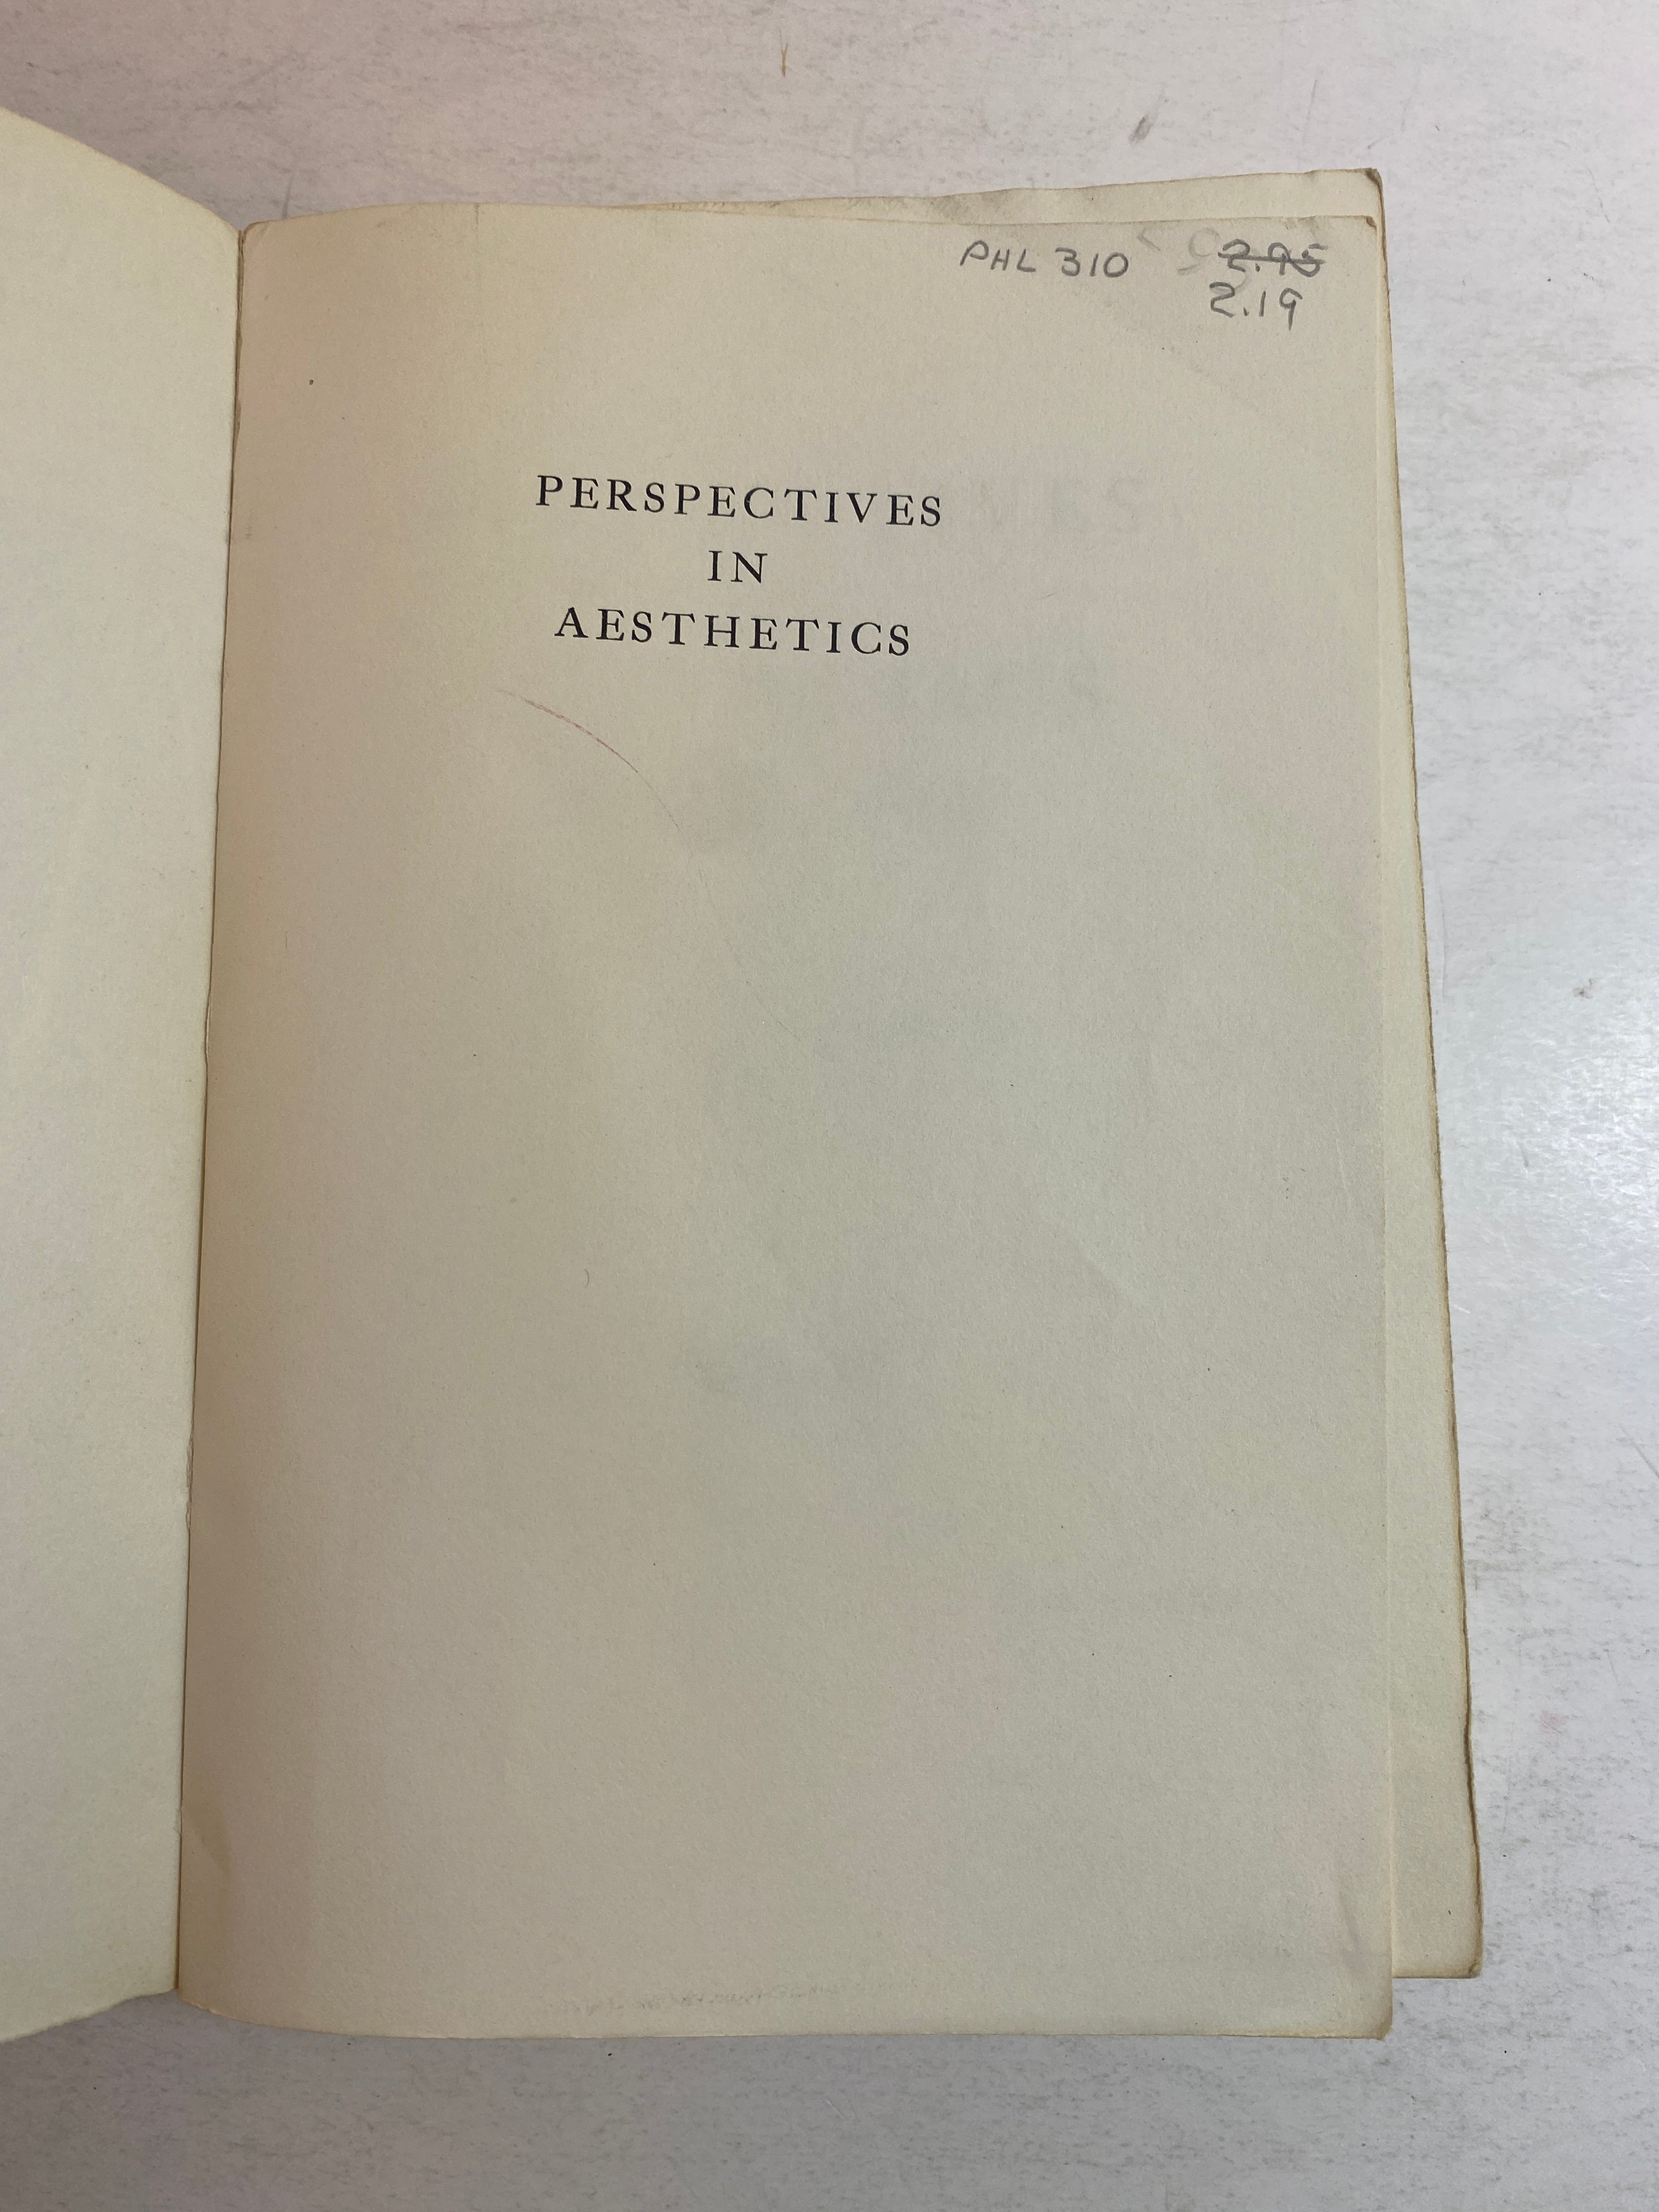 PHL 310 2.95
2.19
PERSPECTIVES
IN
AESTHETICS